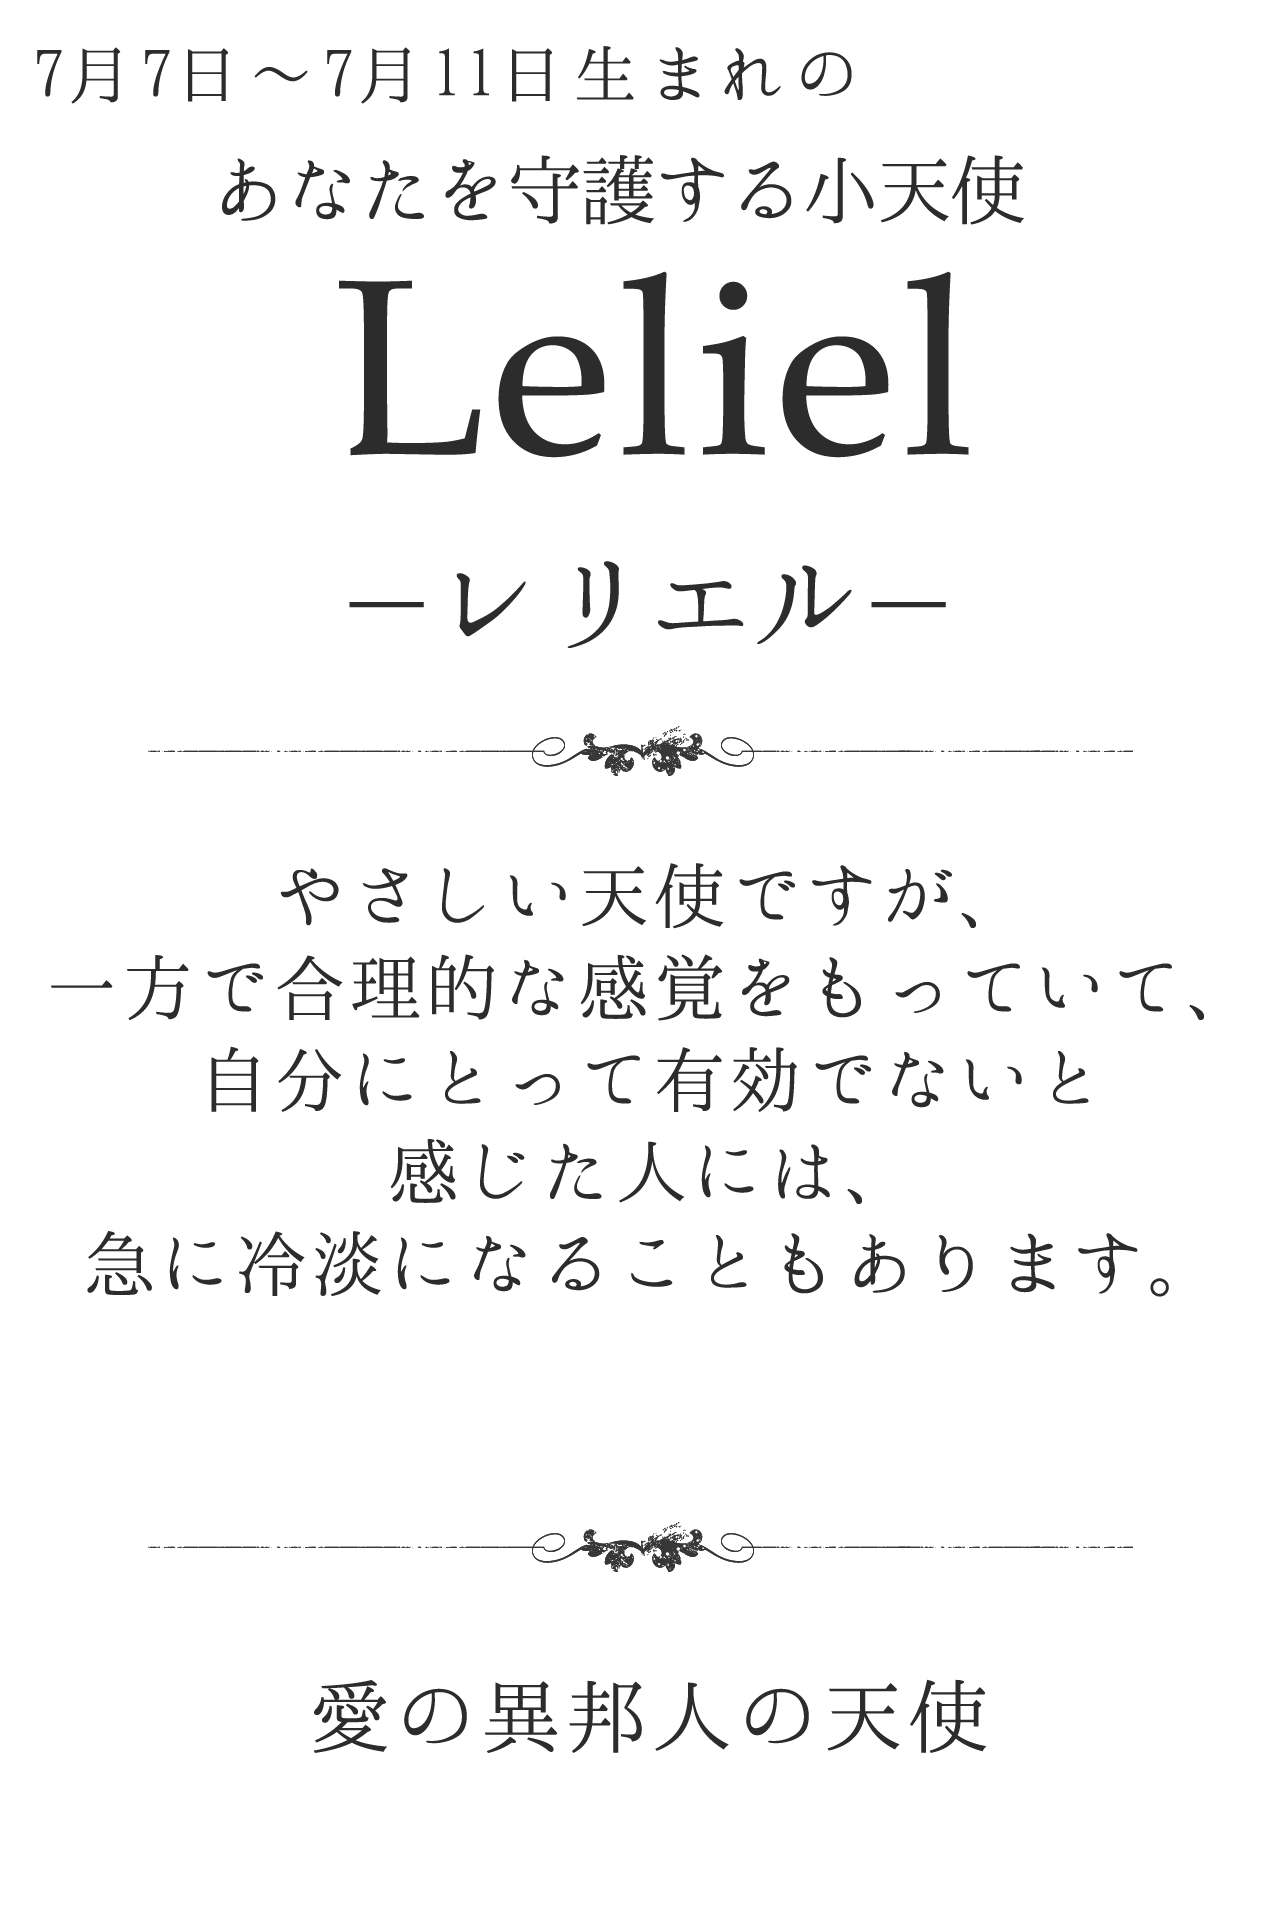 7月7日〜7月11日生まれの
あなたを守護する小天使
Leliel
―レリエル―
やさしい天使ですが、
一方で合理的な感覚をもっていて、
自分にとって有効でないと
感じた人には、
急に冷淡になることもあります。
愛の異邦人の天使